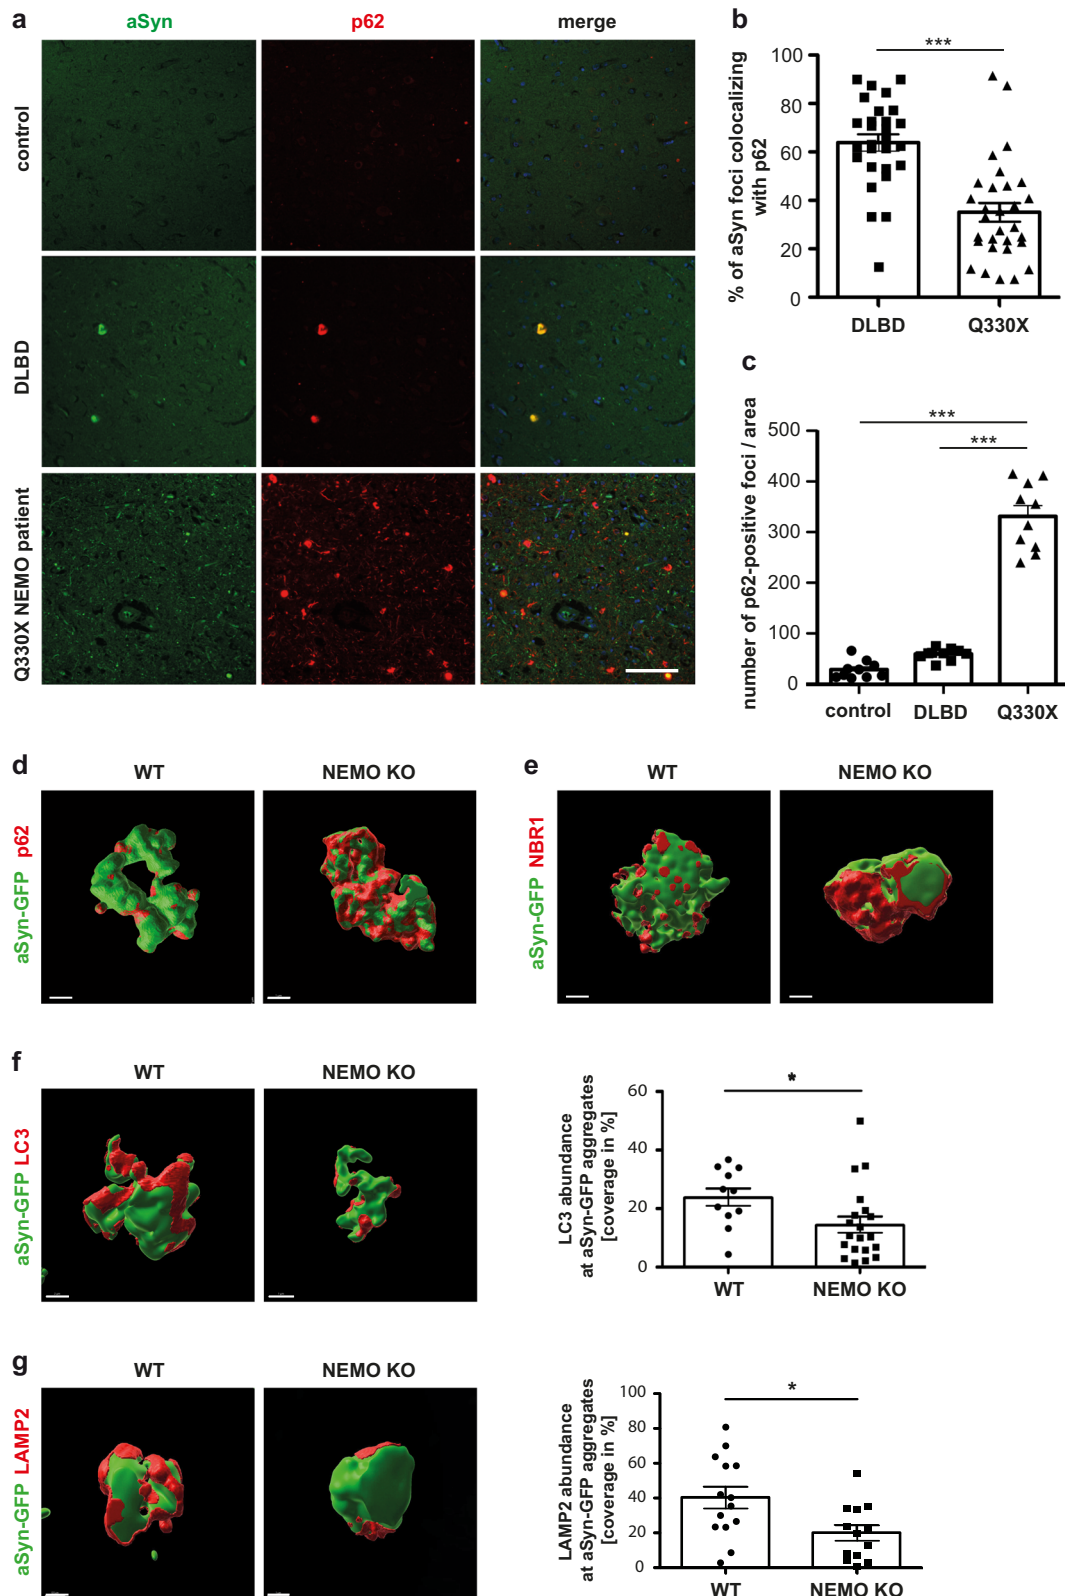 a
aSyn
p62
merge
control
DLBD
Q330X NEMO patient
b
***
% of aSyn foci colocalizing
with p62
100
80
60
40
20
0
DLBD
Q330X
c
***
***
number of p62-positive foci / area
500
400
300
200
100
0
control
DLBD
Q330X
d
WT
NEMO KO
aSyn-GFP p62
e
WT
NEMO KO
aSyn-GFP NBR1
f
WT
NEMO KO
aSyn-GFP LC3
*
LC3 abundance
at aSyn-GFP aggregates
[coverage in %]
60
40
20
0
WT
NEMO KO
g
WT
NEMO KO
aSyn-GFP LAMP2
*
LAMP2 abundance
at aSyn-GFP aggregates
[coverage in %]
100
80
60
40
20
0
WT
NEMO KO